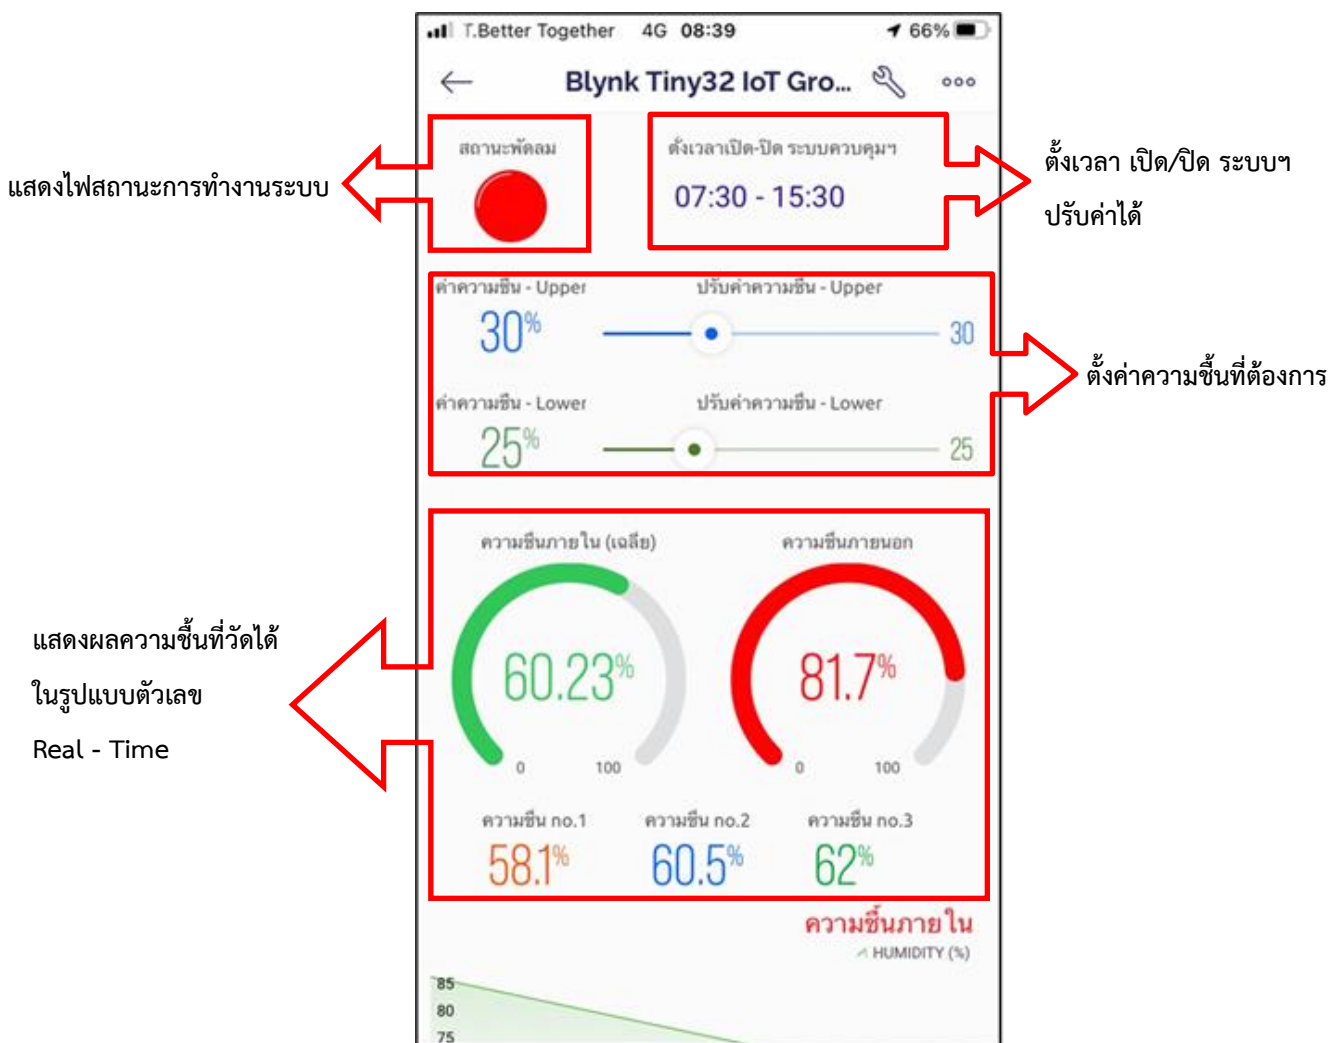 T.Better Together 4G 08:39 66%
Blynk Tiny32 IoT Gro...
สถานะพัดลม
ตั้งเวลาเปิด-ปิด ระบบควบคุมฯ
07:30 - 15:30
แสดงไฟสถานะการทำงานระบบ
ตั้งเวลา เปิด/ปิด ระบบฯ
ปรับค่าได้
ค่าความชื้น - Upper
ปรับค่าความชื้น - Upper
30%
30
ค่าความชื้น - Lower
ปรับค่าความชื้น - Lower
25%
25
ตั้งค่าความชื้นที่ต้องการ
ความชื้นภายใน (เฉลี่ย)
ความชื้นภายนอก
60.23%
81.7%
0 100
0 100
แสดงผลความชื้นที่วัดได้
ในรูปแบบตัวเลข
Real - Time
ความชื้น no.1
ความชื้น no.2
ความชื้น no.3
58.1%
60.5%
62%
ความชื้นภายใน
HUMIDITY (%)
85
80
75